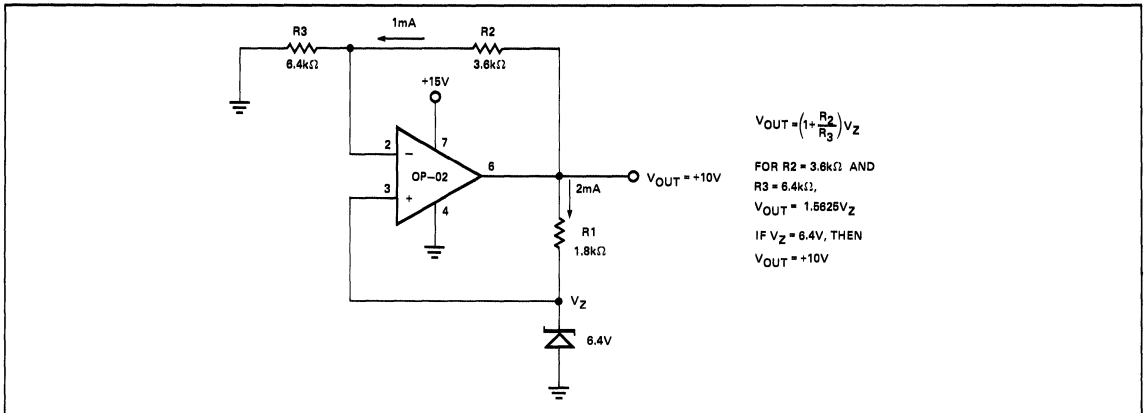 1mA
R3
R2
6.4kΩ
3.6kΩ
+15V
7
2
−
OP-02
6
3
+
4
VOUT = +10V
2mA
R1
1.8kΩ
VZ
6.4V
VOUT = (1+ R2/R3) VZ
FOR R2 = 3.6kΩ AND
R3 = 6.4kΩ,
VOUT = 1.5625VZ
IF VZ = 6.4V, THEN
VOUT = +10V